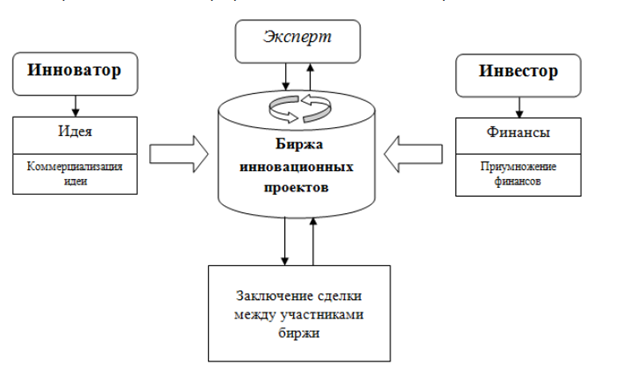 Эксперт
Инноватор
Инвестор
Идея
Коммерциализация
идеи
Биржа
инновационных
проектов
Финансы
Приумножение
финансов
Заключение сделки
между участниками
биржи